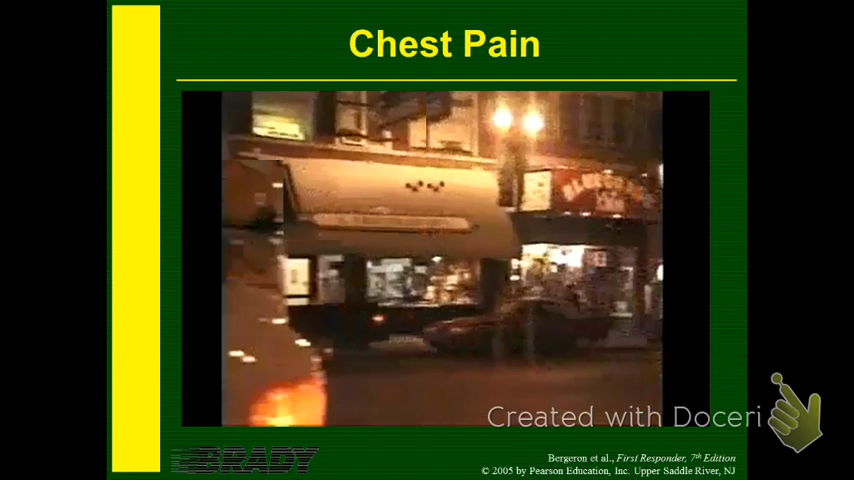 Chest Pain
Created with Doceri
BRADY
Bergeron et al., First Responder, 7th Edition
© 2005 by Pearson Education, Inc. Upper Saddle River, NJ